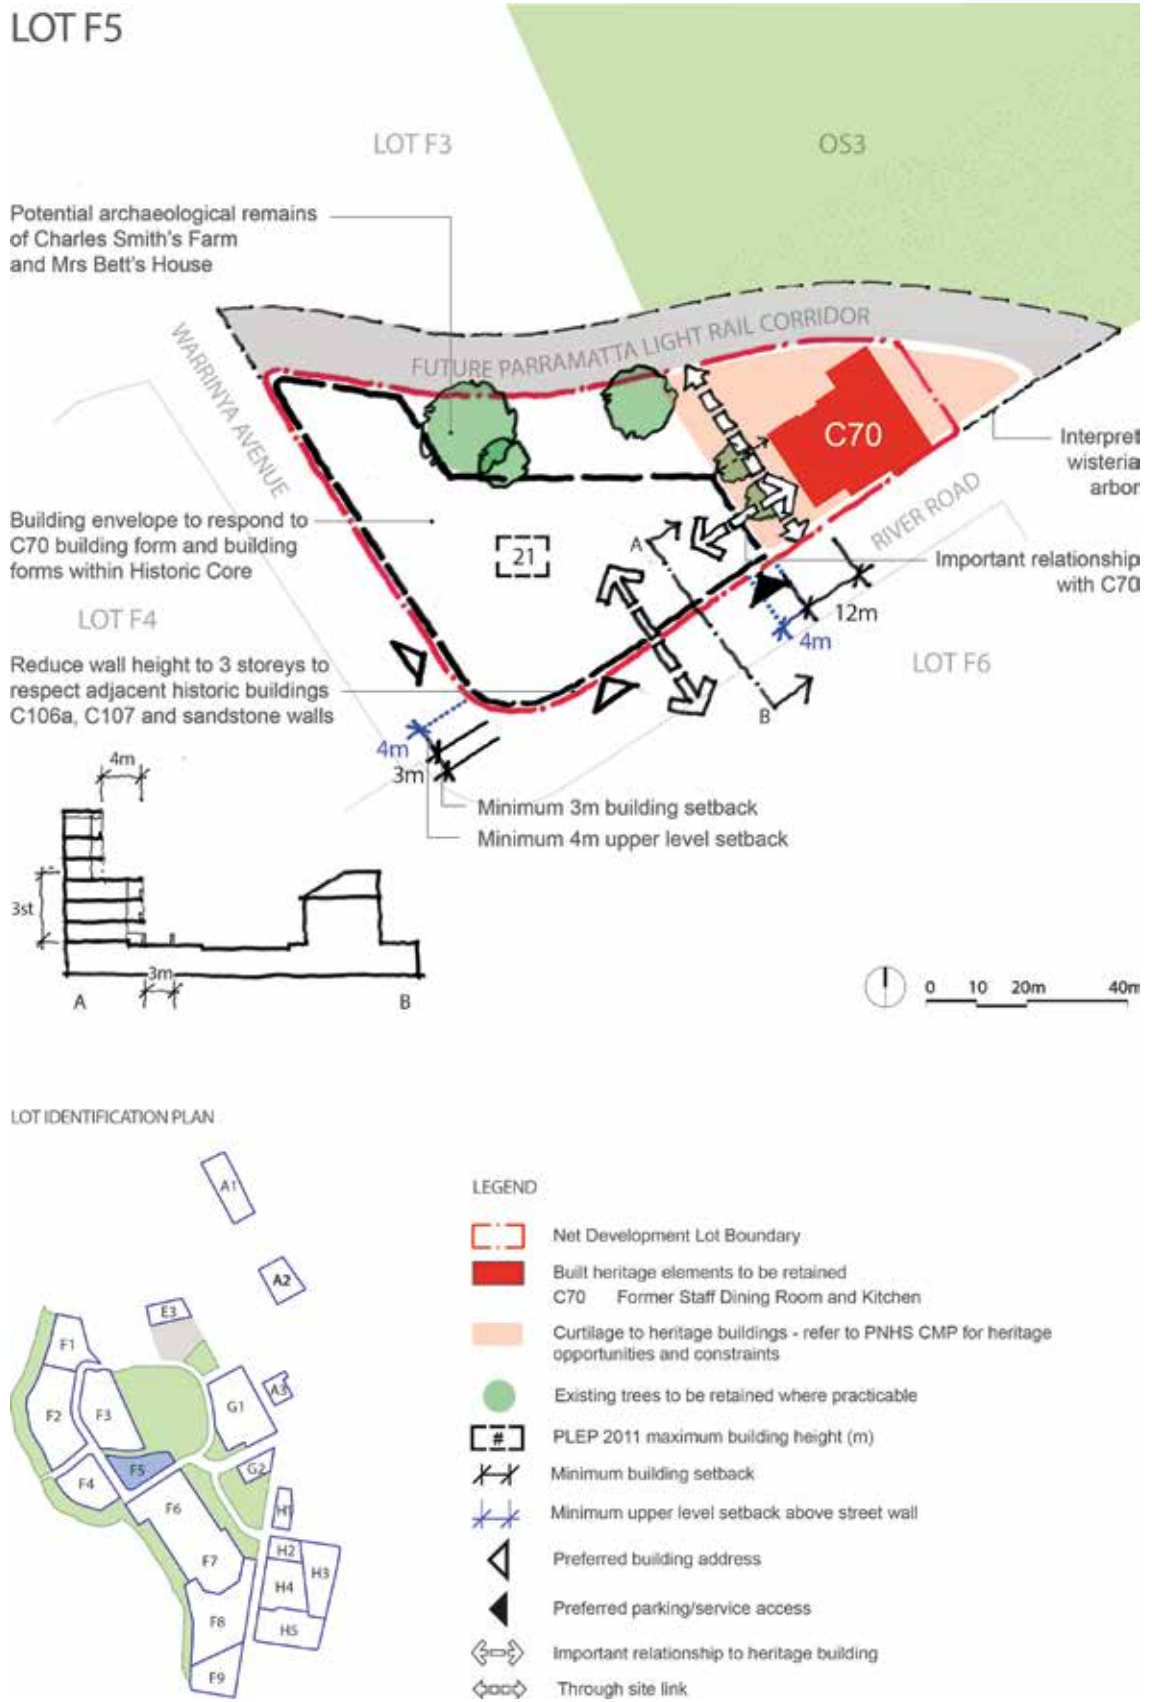 LOT F5
LOT F3
OS3
Potential archaeological remains
of Charles Smith's Farm
and Mrs Bett's House
WARRINYA AVENUE
FUTURE PARRAMATTA LIGHT RAIL CORRIDOR
C70
Interpret
wisteria
arbor
RIVER ROAD
Building envelope to respond to
C70 building form and building
forms within Historic Core
21
A
Important relationship
with C70
12m
4m
LOT F4
LOT F6
Reduce wall height to 3 storeys to
respect adjacent historic buildings
C106a, C107 and sandstone walls
B
4m
3m
4m
Minimum 3m building setback
Minimum 4m upper level setback
3st
3m
A
B
0 10 20m 40m
LOT IDENTIFICATION PLAN
A1
A2
E3
F1
A3
G1
F2
F3
F5
G2
F4
F6
H1
H2
F7
H3
H4
F8
H5
F9
LEGEND
Net Development Lot Boundary
Built heritage elements to be retained
C70 Former Staff Dining Room and Kitchen
Curtilage to heritage buildings - refer to PNHS CMP for heritage
opportunities and constraints
Existing trees to be retained where practicable
# PLEP 2011 maximum building height (m)
Minimum building setback
Minimum upper level setback above street wall
Preferred building address
Preferred parking/service access
Important relationship to heritage building
Through site link